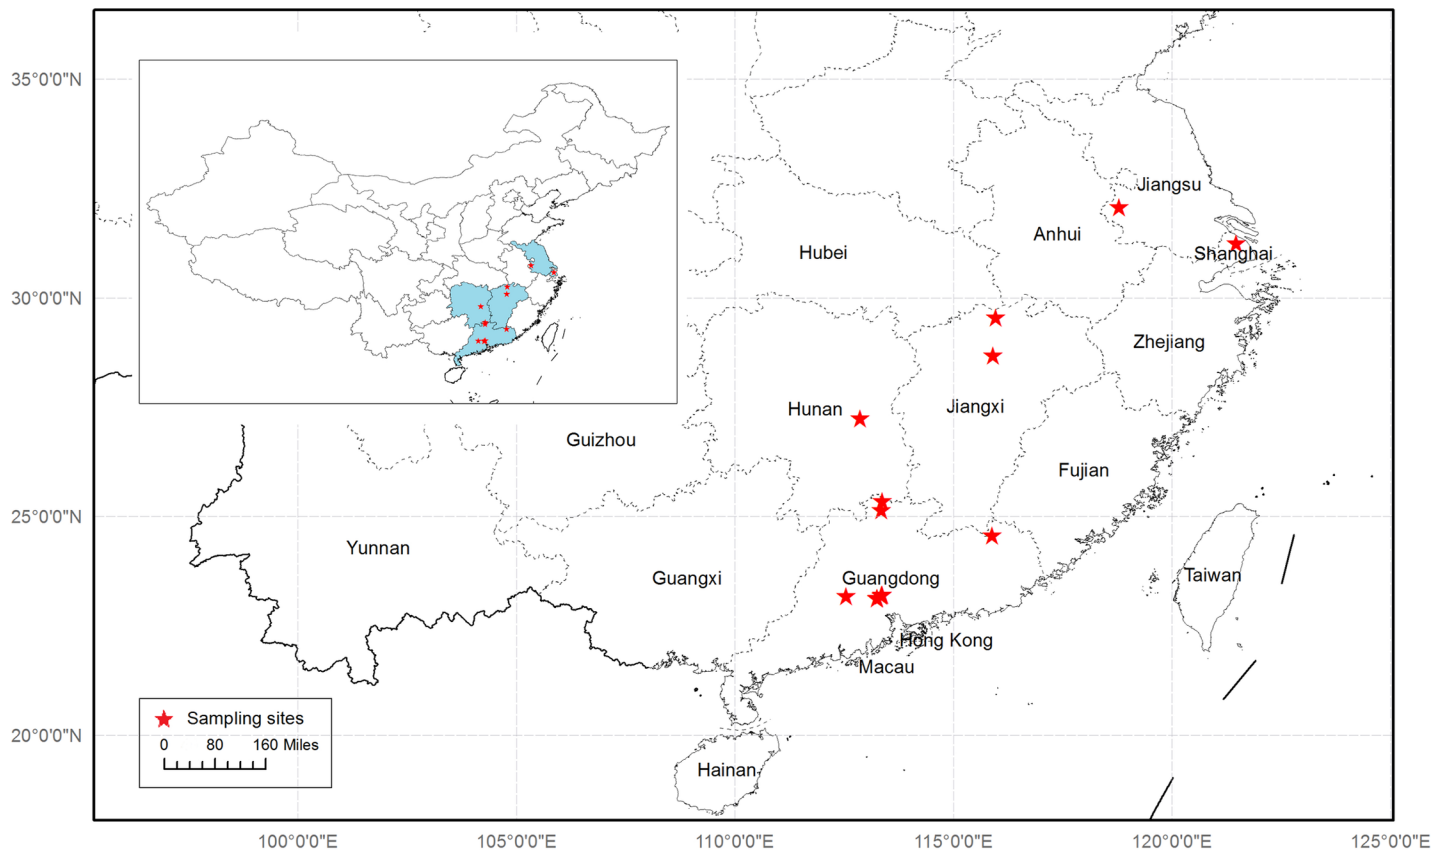 35°0'0"N
Jiangsu
Anhui
Hubei
Shanghai
30°0'0"N
Zhejiang
Hunan
Jiangxi
Guizhou
Fujian
25°0'0"N
Yunnan
Guangxi
Guangdong
Taiwan
Hong Kong
Macau
Sampling sites
0 80 160 Miles
20°0'0"N
Hainan
100°0'0"E 105°0'0"E 110°0'0"E 115°0'0"E 120°0'0"E 125°0'0"E